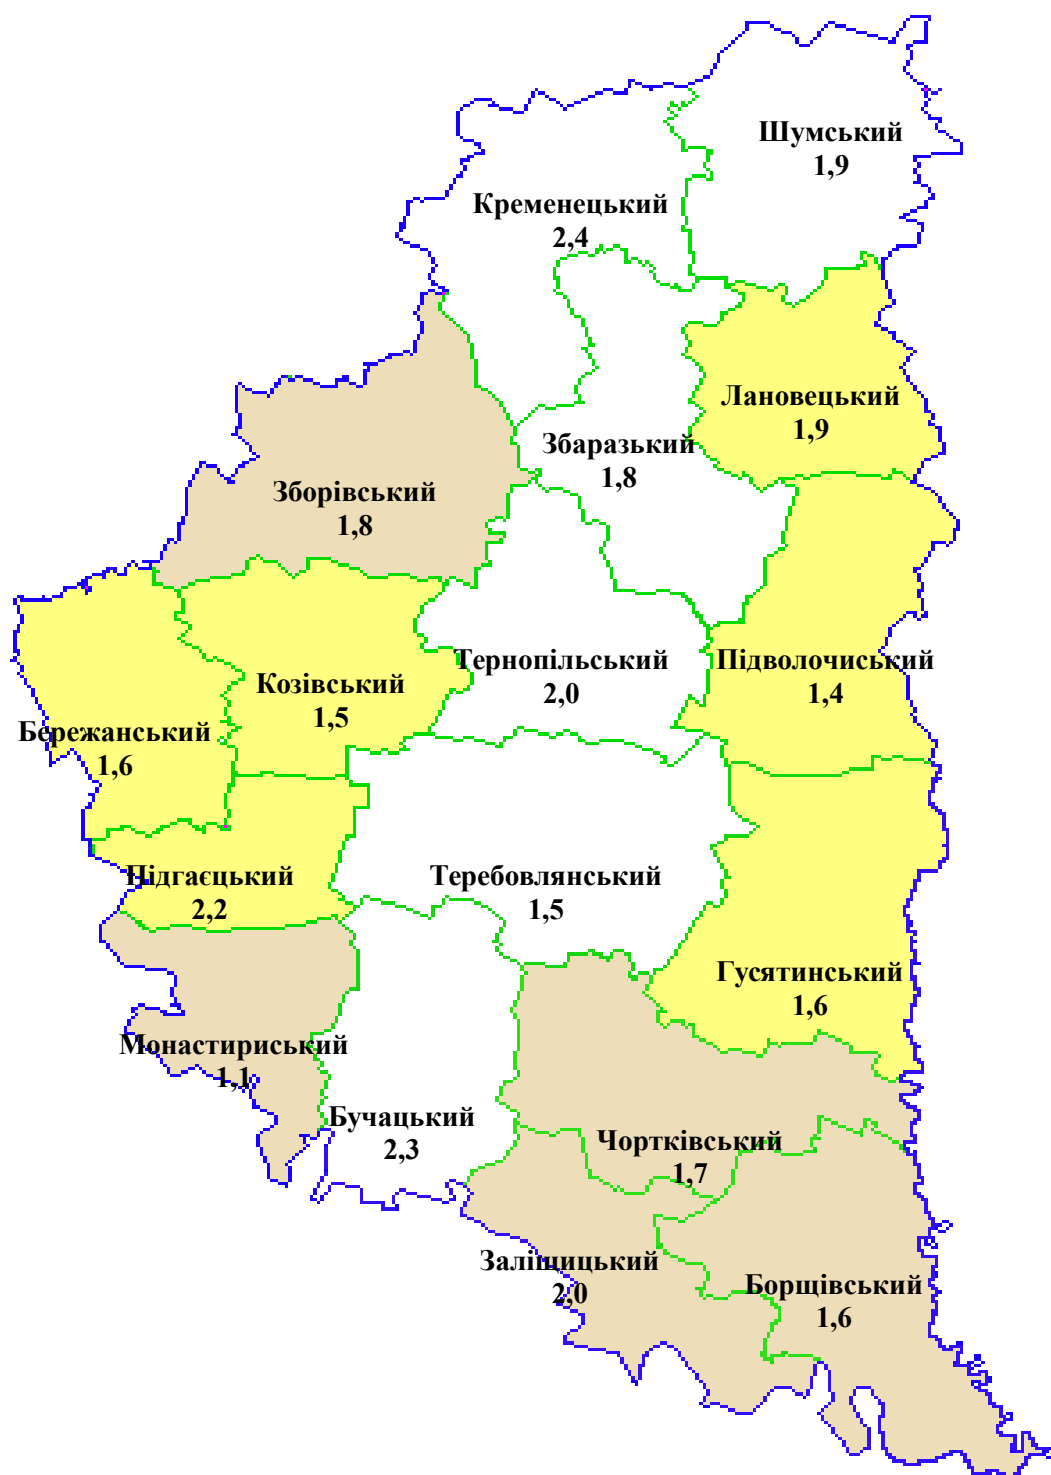 Шумський
1,9
Кременецький
2,4
Лановецький
1,9
Збаразький
1,8
Зборівський
1,8
Тернопільський
2,0
Підволочиський
1,4
Козівський
1,5
Бережанський
1,6
Підгаєцький
2,2
Теребовлянський
1,5
Гусятинський
1,6
Монастириський
1,1
Бучацький
2,3
Чортківський
1,7
Заліщицький
2,0
Борщівський
1,6